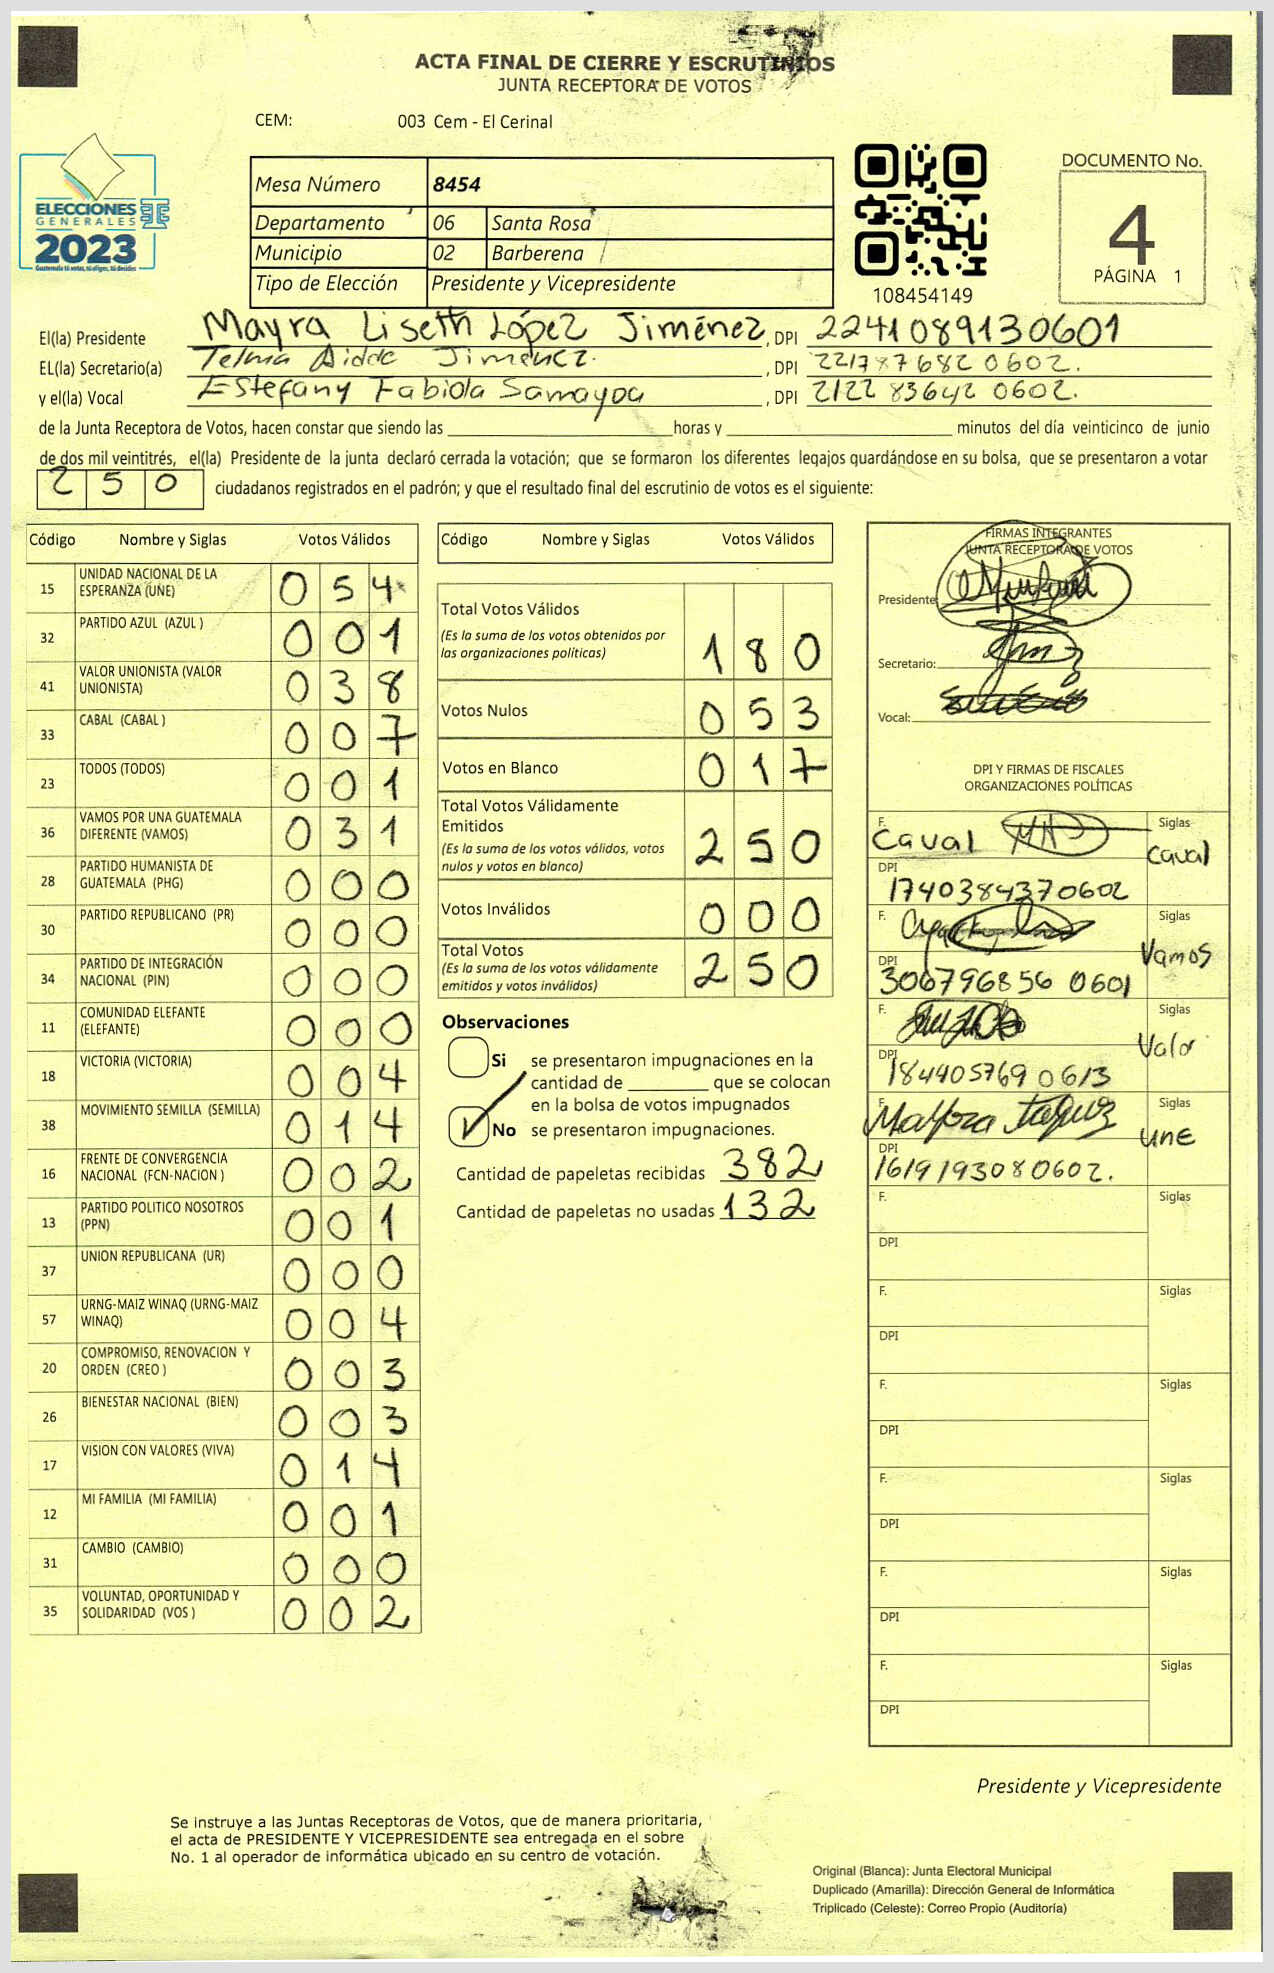 ACTA FINAL DE CIERRE Y ESCRUTINIOS
JUNTA RECEPTORA DE VOTOS
CEM: 003 Cem - El Cerinal
ELECCIONES
GENERALES
2023
Guatemala tú votas, tú eliges, tú decides
Mesa Número 8454
Departamento 06 Santa Rosa
Municipio 02 Barberena
Tipo de Elección Presidente y Vicepresidente
108454149
DOCUMENTO No.
4
PÁGINA 1
El(la) Presidente Mayra Liseth López Jiménez, DPI 2241089130601
EL(la) Secretario(a) Telma Aidde Jiménez. , DPI 221787682 0602.
y el(la) Vocal Estefany Fabiola Samayoa , DPI 2122 83642 0602.
de la Junta Receptora de Votos, hacen constar que siendo las horas y minutos del día veinticinco de junio
de dos mil veintitrés, el(la) Presidente de la junta declaró cerrada la votación; que se formaron los diferentes legajos guardándose en su bolsa, que se presentaron a votar
250 ciudadanos registrados en el padrón; y que el resultado final del escrutinio de votos es el siguiente:
Código Nombre y Siglas Votos Válidos
15 UNIDAD NACIONAL DE LA ESPERANZA (UNE) 054
32 PARTIDO AZUL (AZUL ) 001
41 VALOR UNIONISTA (VALOR UNIONISTA) 038
33 CABAL (CABAL ) 007
23 TODOS (TODOS) 001
36 VAMOS POR UNA GUATEMALA DIFERENTE (VAMOS) 031
28 PARTIDO HUMANISTA DE GUATEMALA (PHG) 000
30 PARTIDO REPUBLICANO (PR) 000
34 PARTIDO DE INTEGRACIÓN NACIONAL (PIN) 000
11 COMUNIDAD ELEFANTE (ELEFANTE) 000
18 VICTORIA (VICTORIA) 004
38 MOVIMIENTO SEMILLA (SEMILLA) 014
16 FRENTE DE CONVERGENCIA NACIONAL (FCN-NACION ) 002
13 PARTIDO POLITICO NOSOTROS (PPN) 001
37 UNION REPUBLICANA (UR) 000
57 URNG-MAIZ WINAQ (URNG-MAIZ WINAQ) 004
20 COMPROMISO, RENOVACION Y ORDEN (CREO ) 003
26 BIENESTAR NACIONAL (BIEN) 003
17 VISION CON VALORES (VIVA) 014
12 MI FAMILIA (MI FAMILIA) 001
31 CAMBIO (CAMBIO) 000
35 VOLUNTAD, OPORTUNIDAD Y SOLIDARIDAD (VOS ) 002
Código Nombre y Siglas Votos Válidos
Total Votos Válidos 180
(Es la suma de los votos obtenidos por
las organizaciones políticas)
Votos Nulos 053
Votos en Blanco 017
Total Votos Válidamente
Emitidos 250
(Es la suma de los votos válidos, votos
nulos y votos en blanco)
Votos Inválidos 000
Total Votos 250
(Es la suma de los votos válidamente
emitidos y votos inválidos)
Observaciones
Si se presentaron impugnaciones en la
cantidad de que se colocan
en la bolsa de votos impugnados
No se presentaron impugnaciones.
Cantidad de papeletas recibidas 382
Cantidad de papeletas no usadas 132
FIRMAS INTEGRANTES
JUNTA RECEPTORA DE VOTOS
Presidente:
Secretario:
Vocal:
DPI Y FIRMAS DE FISCALES
ORGANIZACIONES POLÍTICAS
F. Caval Siglas Caval
DPI 1740384370602
F. Siglas Vamos
DPI 306796856 0601
F. Siglas Valor
DPI 184405769 0613
F. Siglas UNE
DPI 1619193080602.
F. Siglas
DPI
F. Siglas
DPI
F. Siglas
DPI
F. Siglas
DPI
F. Siglas
DPI
F. Siglas
DPI
Presidente y Vicepresidente
Se instruye a las Juntas Receptoras de Votos, que de manera prioritaria,
el acta de PRESIDENTE Y VICEPRESIDENTE sea entregada en el sobre
No. 1 al operador de informática ubicado en su centro de votación.
Original (Blanca): Junta Electoral Municipal
Duplicado (Amarilla): Dirección General de Informática
Triplicado (Celeste): Correo Propio (Auditoría)